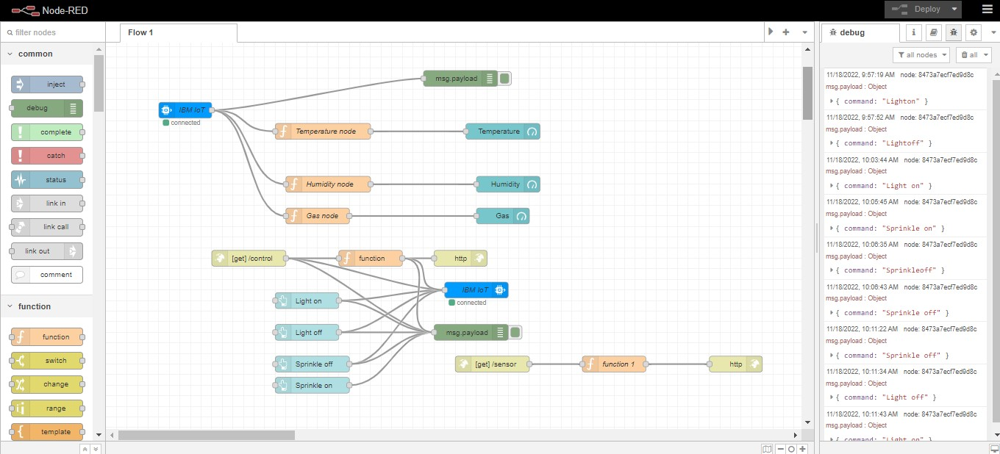 Node-RED
Deploy
filter nodes
common
inject
debug
complete
catch
status
link in
link call
link out
comment
function
function
switch
change
range
template
Flow 1
msg.payload
IBM IoT
connected
Temperature node
Temperature
Humidity node
Humidity
Gas node
Gas
[get] /control
function
http
IBM IoT
connected
Light on
Light off
msg.payload
Sprinkle off
[get] /sensor
function 1
http
Sprinkle on
debug
all nodes
all
11/18/2022, 9:57:19 AM node: 8473a7ecf7ed9d8c
msg.payload : Object
{ command: "Lighton" }
11/18/2022, 9:57:52 AM node: 8473a7ecf7ed9d8c
msg.payload : Object
{ command: "Lightoff" }
11/18/2022, 10:03:44 AM node: 8473a7ecf7ed9d8c
msg.payload : Object
{ command: "Light on" }
11/18/2022, 10:05:45 AM node: 8473a7ecf7ed9d8c
msg.payload : Object
{ command: "Sprinkle on" }
11/18/2022, 10:06:35 AM node: 8473a7ecf7ed9d8c
msg.payload : Object
{ command: "Sprinkleoff" }
11/18/2022, 10:06:43 AM node: 8473a7ecf7ed9d8c
msg.payload : Object
{ command: "Sprinkle off" }
11/18/2022, 10:11:22 AM node: 8473a7ecf7ed9d8c
msg.payload : Object
{ command: "Sprinkle off" }
11/18/2022, 10:11:34 AM node: 8473a7ecf7ed9d8c
msg.payload : Object
{ command: "Light off" }
11/18/2022, 10:11:43 AM node: 8473a7ecf7ed9d8c
msg.payload : Object
{ command: "Light on" }